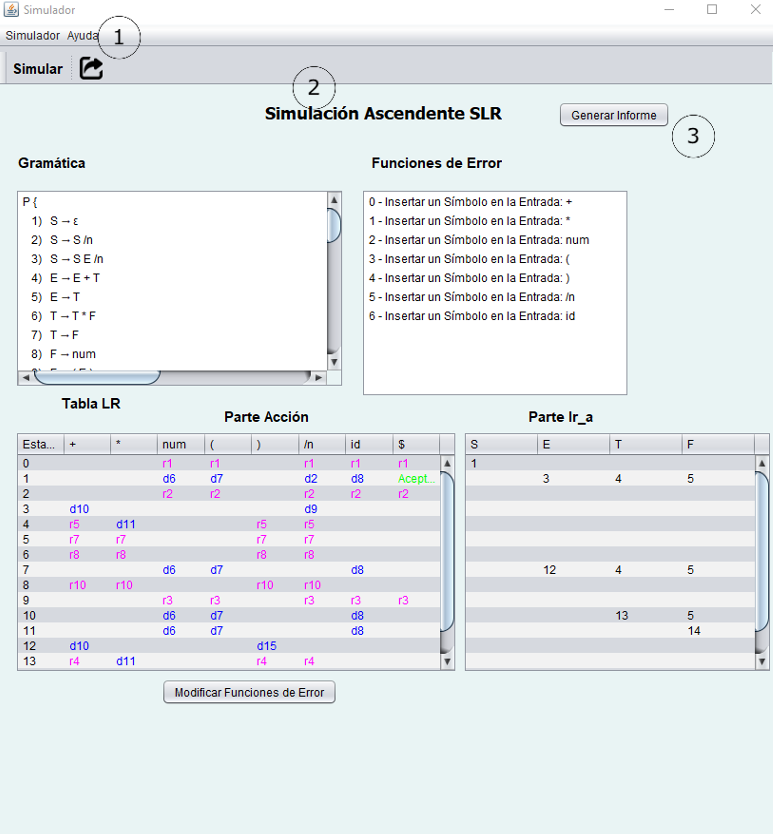 Simulador
Simulador Ayuda
1
Simular
2
Simulación Ascendente SLR
Generar Informe
3
Gramática
Funciones de Error
P {
1) S → ε
2) S → S /n
3) S → S E /n
4) E → E + T
5) E → T
6) T → T * F
7) T → F
8) F → num
0 - Insertar un Símbolo en la Entrada: +
1 - Insertar un Símbolo en la Entrada: *
2 - Insertar un Símbolo en la Entrada: num
3 - Insertar un Símbolo en la Entrada: (
4 - Insertar un Símbolo en la Entrada: )
5 - Insertar un Símbolo en la Entrada: /n
6 - Insertar un Símbolo en la Entrada: id
Tabla LR
Parte Acción
Parte Ir_a
Esta... + * num ( ) /n id $
0 r1 r1 r1 r1 r1
1 d6 d7 d2 d8 Acept...
2 r2 r2 r2 r2 r2
3 d10 d9
4 r5 d11 r5 r5
5 r7 r7 r7 r7
6 r8 r8 r8 r8
7 d6 d7 d8
8 r10 r10 r10 r10
9 r3 r3 r3 r3 r3
10 d6 d7 d8
11 d6 d7 d8
12 d10 d15
13 r4 d11 r4 r4
S E T F
1
3 4 5
12 4 5
13 5
14
Modificar Funciones de Error